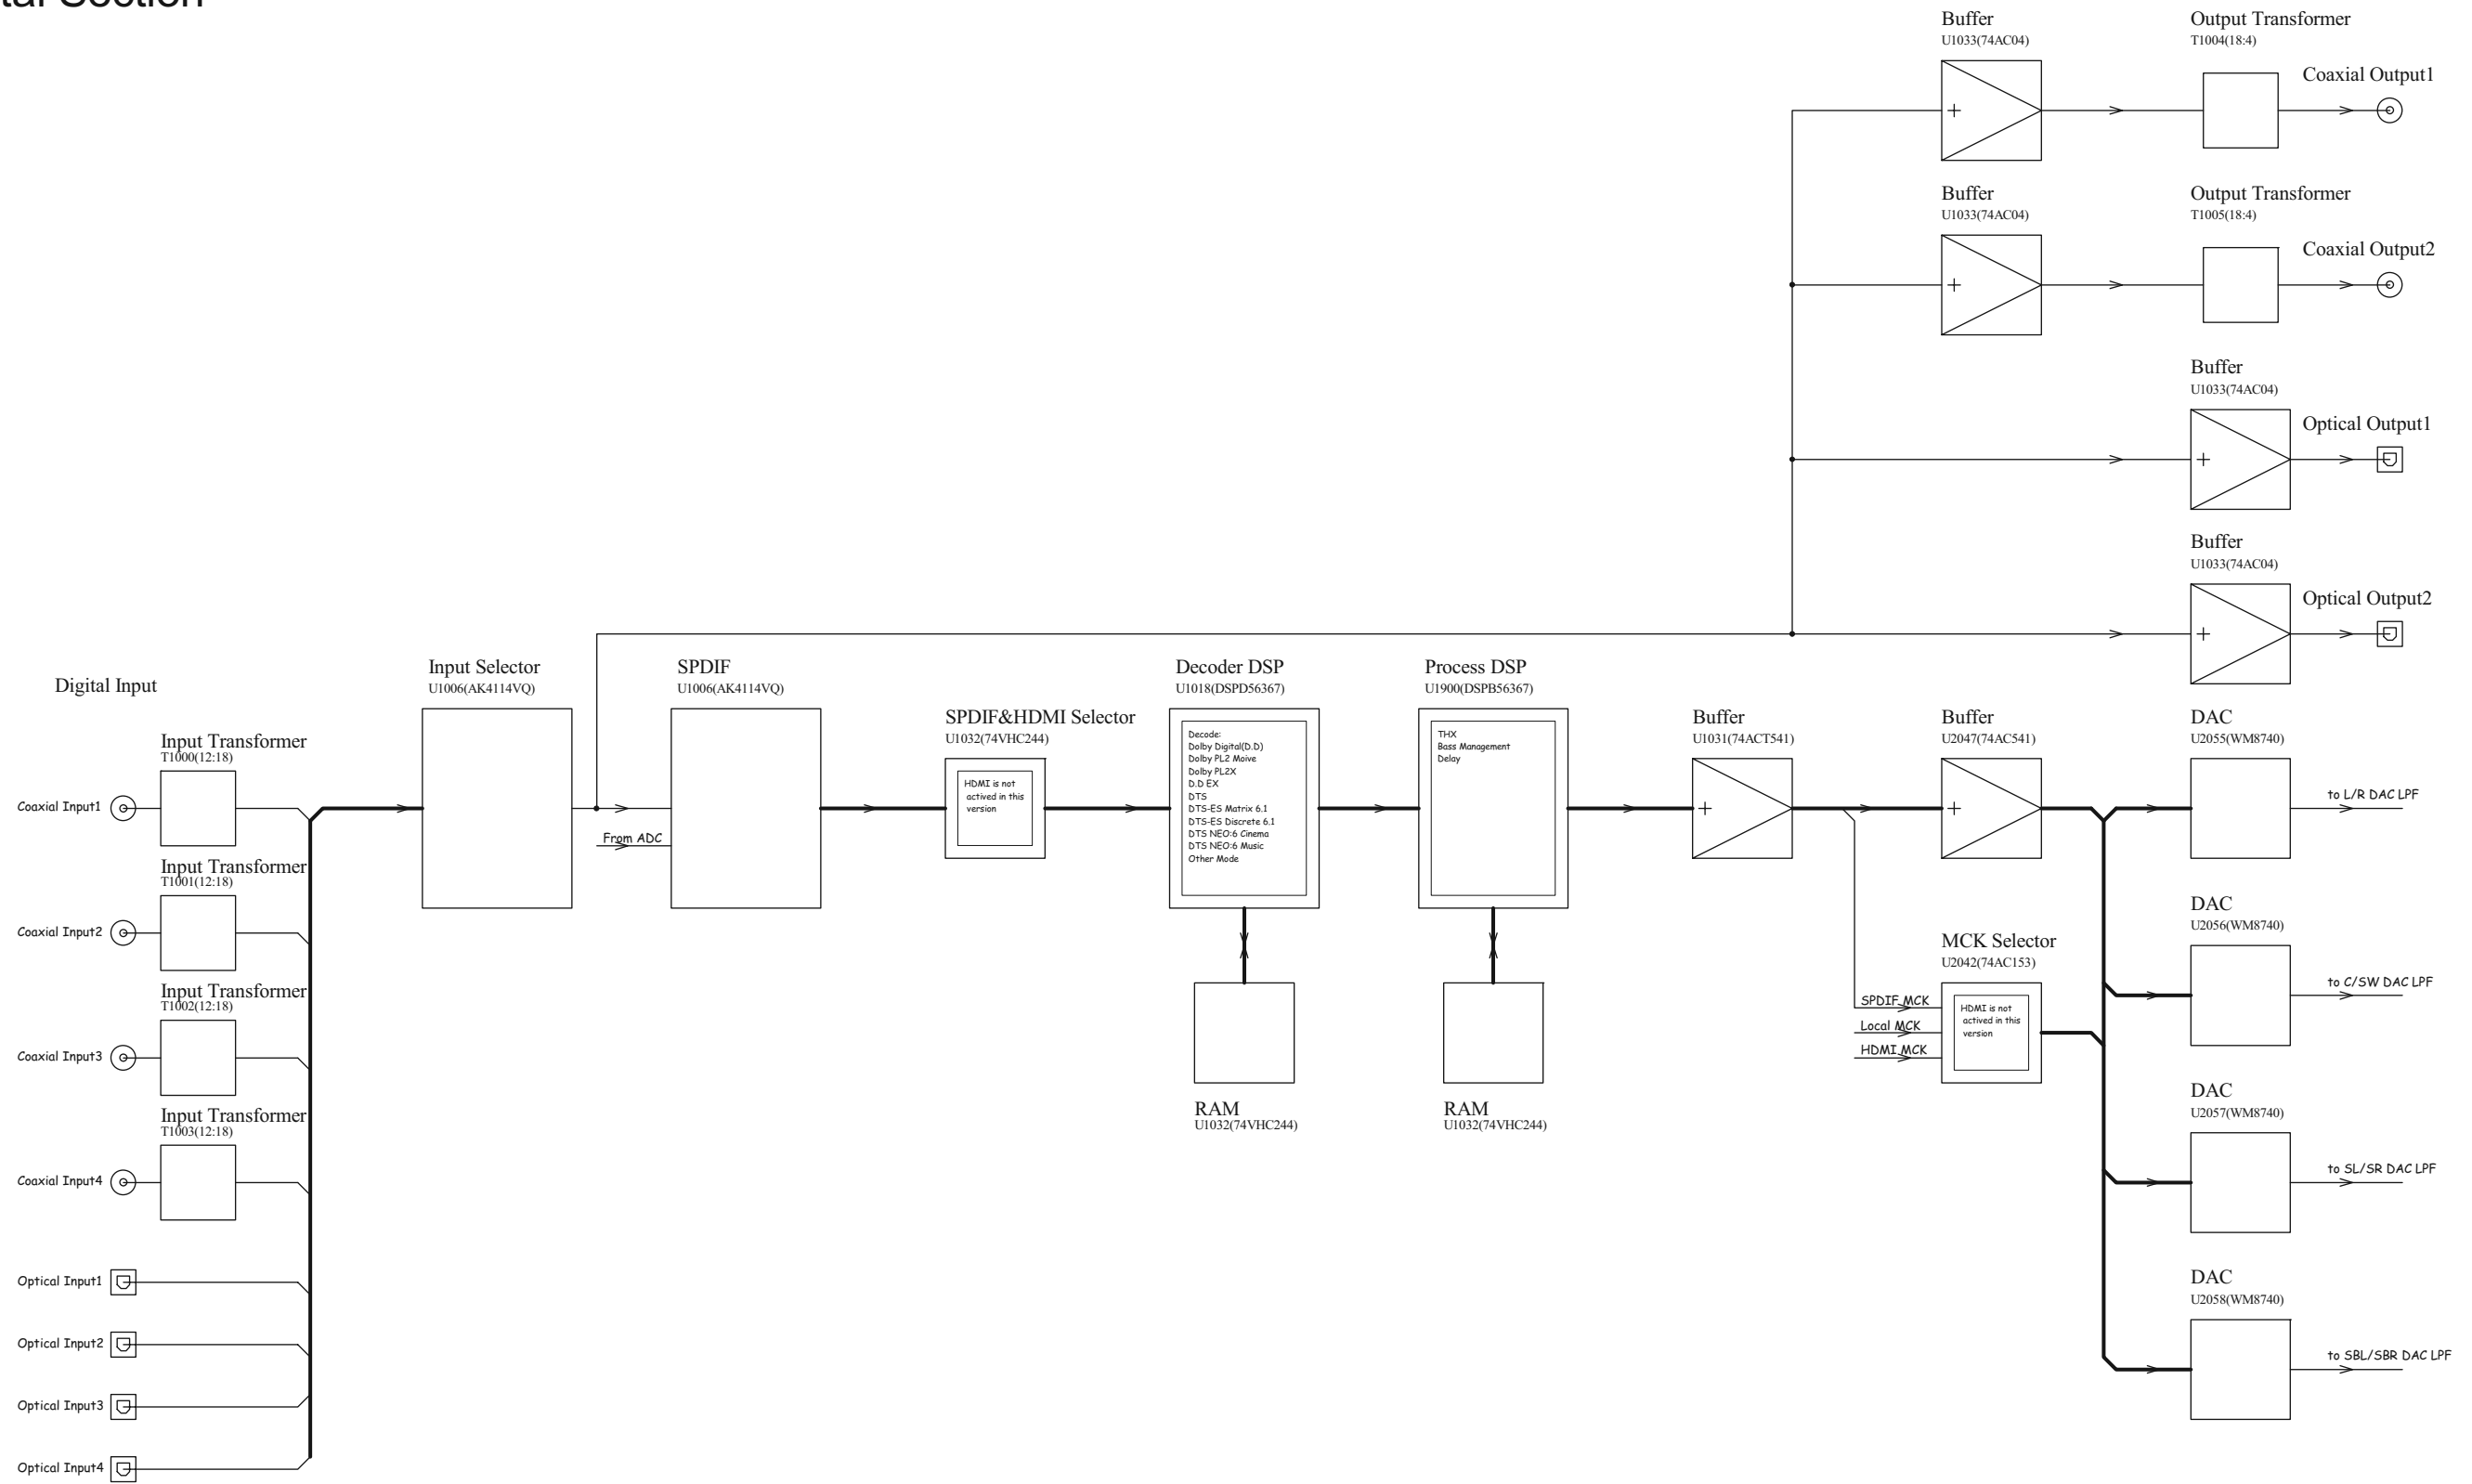 Section
Buffer
U1033(74AC04)
Output Transformer
T1004(18:4)
Coaxial Output1
Buffer
U1033(74AC04)
Output Transformer
T1005(18:4)
Coaxial Output2
Buffer
U1033(74AC04)
Optical Output1
Buffer
U1033(74AC04)
Optical Output2
Digital Input
Input Transformer
T1000(12:18)
Coaxial Input1
Input Transformer
T1001(12:18)
Coaxial Input2
Input Transformer
T1002(12:18)
Coaxial Input3
Input Transformer
T1003(12:18)
Coaxial Input4
Optical Input1
Optical Input2
Optical Input3
Optical Input4
Input Selector
U1006(AK4114VQ)
SPDIF
U1006(AK4114VQ)
From ADC
SPDIF&HDMI Selector
U1032(74VHC244)
HDMI is not
actived in this
version
Decoder DSP
U1018(DSPD56367)
Decode:
Dolby Digital(D.D)
Dolby PL2 Moive
Dolby PL2X
D.D EX
DTS
DTS-ES Matrix 6.1
DTS-ES Discrete 6.1
DTS NEO:6 Cinema
DTS NEO:6 Music
Other Mode
RAM
U1032(74VHC244)
Process DSP
U1900(DSPB56367)
THX
Bass Management
Delay
RAM
U1032(74VHC244)
Buffer
U1031(74ACT541)
Buffer
U2047(74AC541)
MCK Selector
U2042(74AC153)
SPDIF MCK
Local MCK
HDMI MCK
HDMI is not
actived in this
version
DAC
U2055(WM8740)
to L/R DAC LPF
DAC
U2056(WM8740)
to C/SW DAC LPF
DAC
U2057(WM8740)
to SL/SR DAC LPF
DAC
U2058(WM8740)
to SBL/SBR DAC LPF